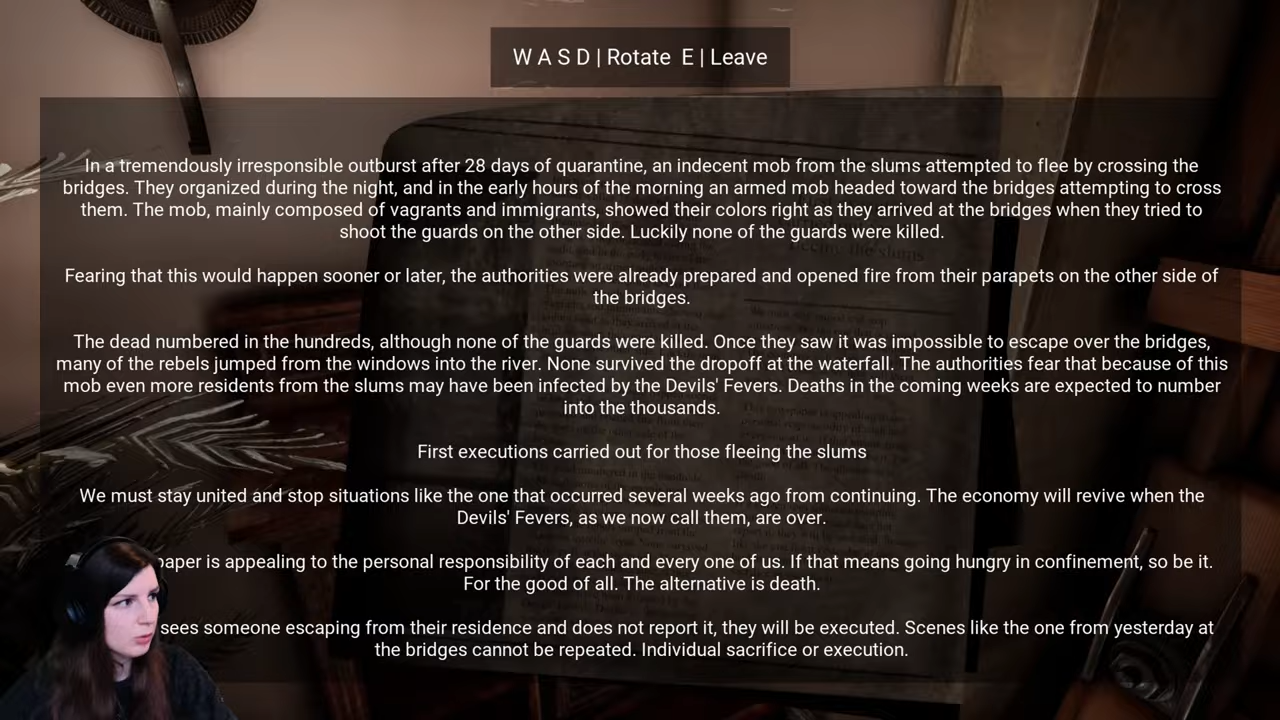 W A S D | Rotate E | Leave
In a tremendously irresponsible outburst after 28 days of quarantine, an indecent mob from the slums attempted to flee by crossing the
bridges. They organized during the night, and in the early hours of the morning an armed mob headed toward the bridges attempting to cross
them. The mob, mainly composed of vagrants and immigrants, showed their colors right as they arrived at the bridges when they tried to
shoot the guards on the other side. Luckily none of the guards were killed.
Fearing that this would happen sooner or later, the authorities were already prepared and opened fire from their parapets on the other side of
the bridges.
The dead numbered in the hundreds, although none of the guards were killed. Once they saw it was impossible to escape over the bridges,
many of the rebels jumped from the windows into the river. None survived the dropoff at the waterfall. The authorities fear that because of this
mob even more residents from the slums may have been infected by the Devils' Fevers. Deaths in the coming weeks are expected to number
into the thousands.
First executions carried out for those fleeing the slums
We must stay united and stop situations like the one that occurred several weeks ago from continuing. The economy will revive when the
Devils' Fevers, as we now call them, are over.
paper is appealing to the personal responsibility of each and every one of us. If that means going hungry in confinement, so be it.
For the good of all. The alternative is death.
sees someone escaping from their residence and does not report it, they will be executed. Scenes like the one from yesterday at
the bridges cannot be repeated. Individual sacrifice or execution.